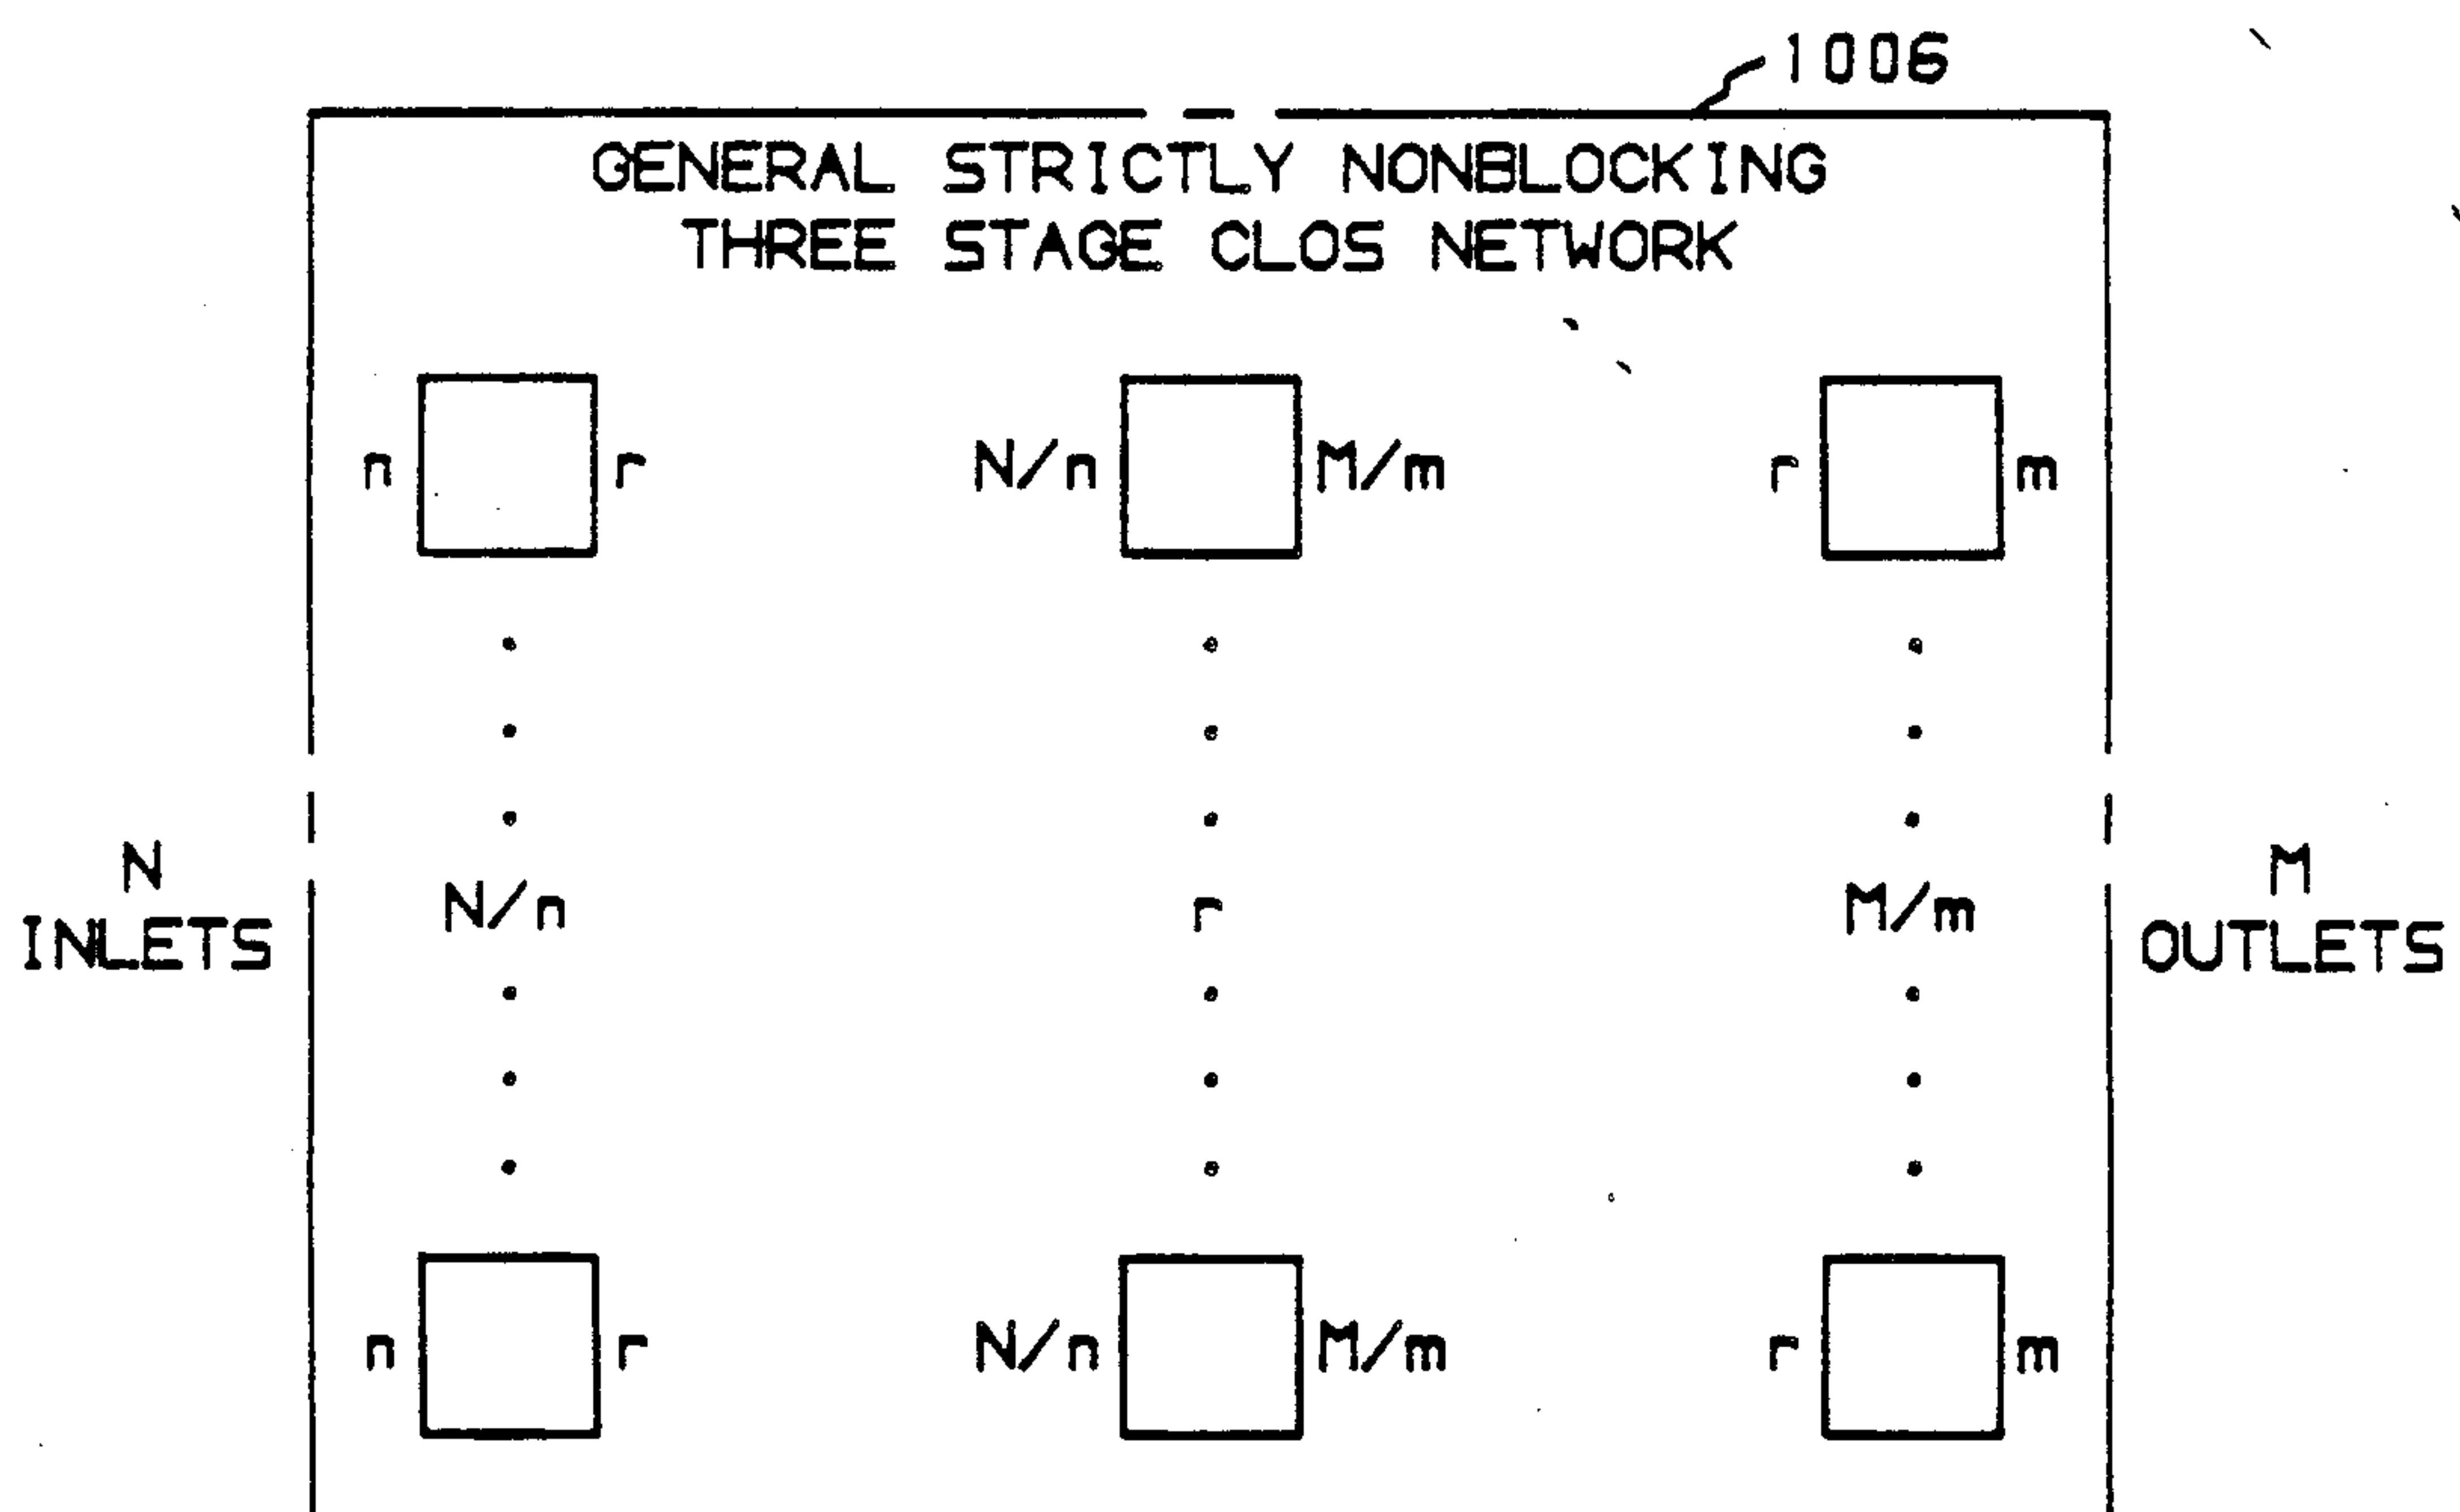 1006
GENERAL STRICTLY NONBLOCKING
THREE STAGE CLOS NETWORK
n r N/n M/m r m
N
INLETS
N/n r M/m
M
OUTLETS
n r N/n M/m r m